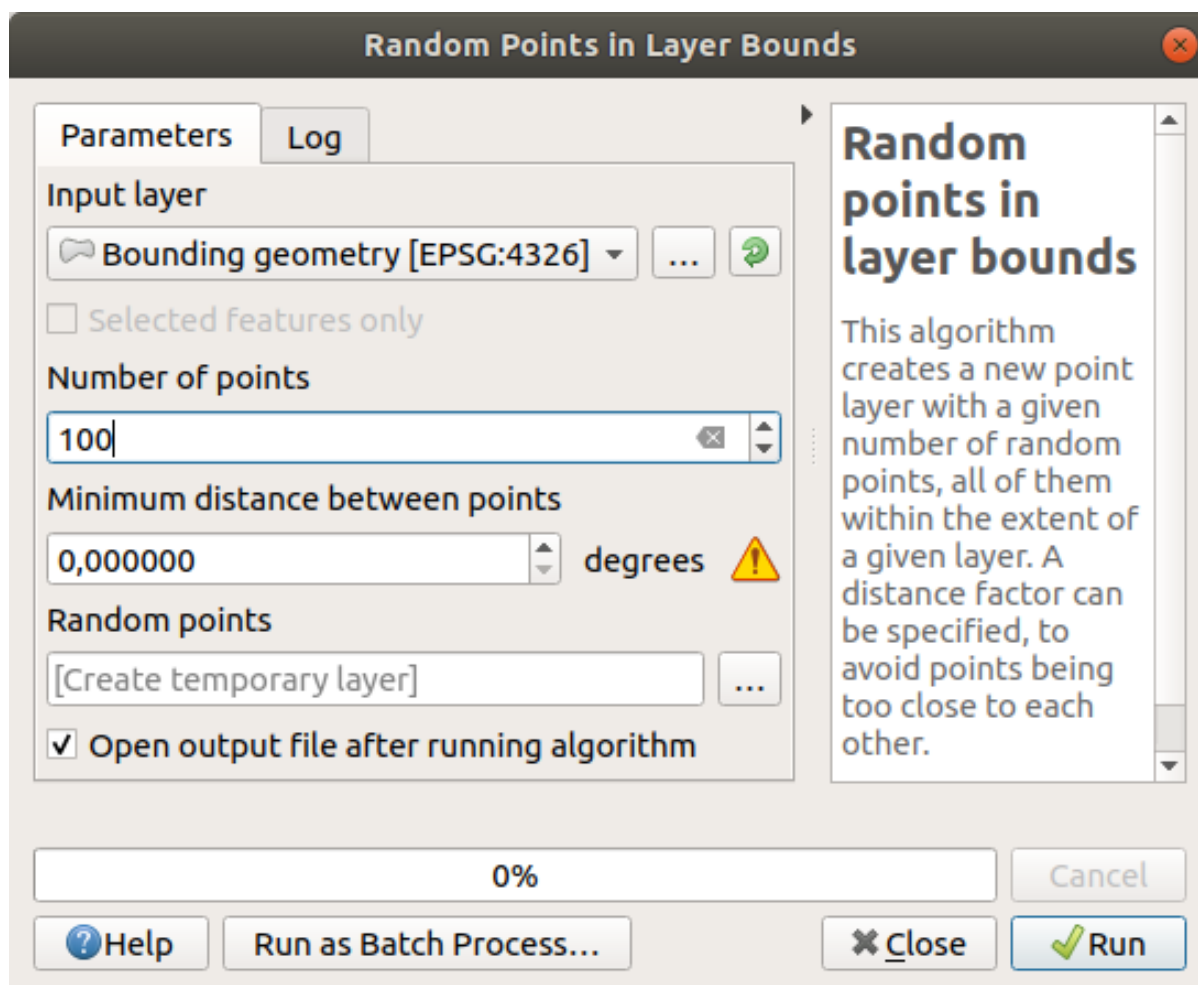 Random Points in Layer Bounds
Parameters
Log
Input layer
Bounding geometry [EPSG:4326]
...
Selected features only
Number of points
100
Minimum distance between points
0,000000
degrees
Random points
[Create temporary layer]
...
Open output file after running algorithm
Random
points in
layer bounds
This algorithm
creates a new point
layer with a given
number of random
points, all of them
within the extent of
a given layer. A
distance factor can
be specified, to
avoid points being
too close to each
other.
0%
Cancel
Help
Run as Batch Process...
Close
Run